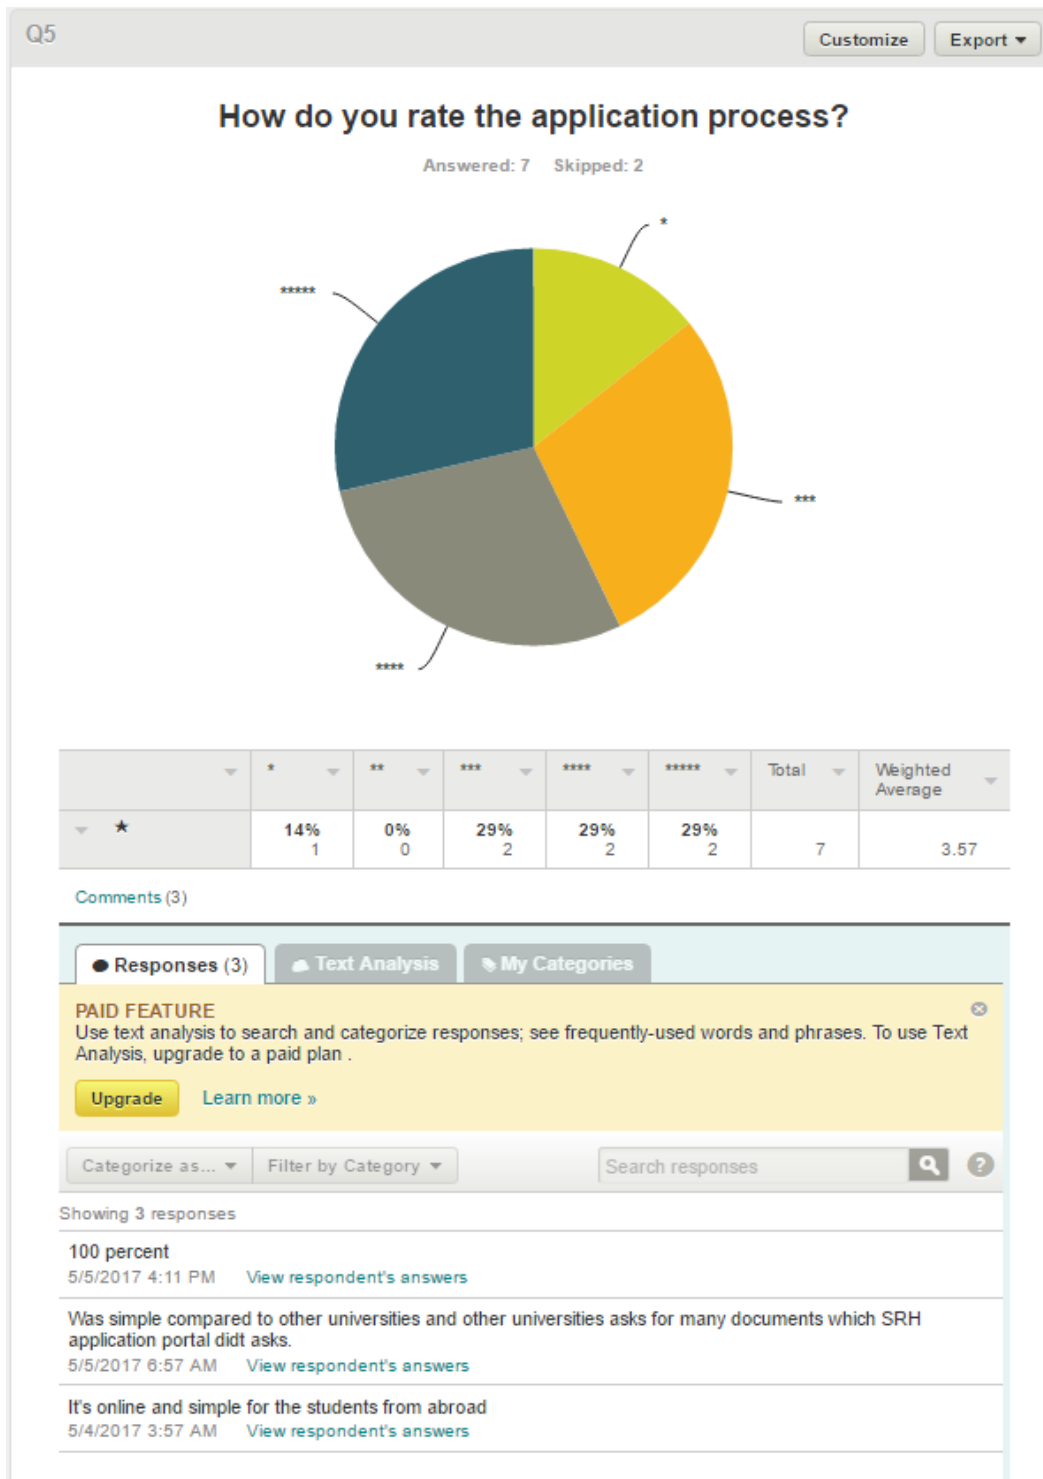 Q5
Customize
Export
How do you rate the application process?
Answered: 7 Skipped: 2
*
*****
***
****
* ** *** **** ***** Total Weighted Average
★ 14% 0% 29% 29% 29%
1 0 2 2 2 7 3.57
Comments (3)
Responses (3) Text Analysis My Categories
PAID FEATURE
Use text analysis to search and categorize responses; see frequently-used words and phrases. To use Text
Analysis, upgrade to a paid plan .
Upgrade Learn more »
Categorize as... Filter by Category Search responses ?
Showing 3 responses
100 percent
5/5/2017 4:11 PM View respondent's answers
Was simple compared to other universities and other universities asks for many documents which SRH
application portal didt asks.
5/5/2017 6:57 AM View respondent's answers
It's online and simple for the students from abroad
5/4/2017 3:57 AM View respondent's answers